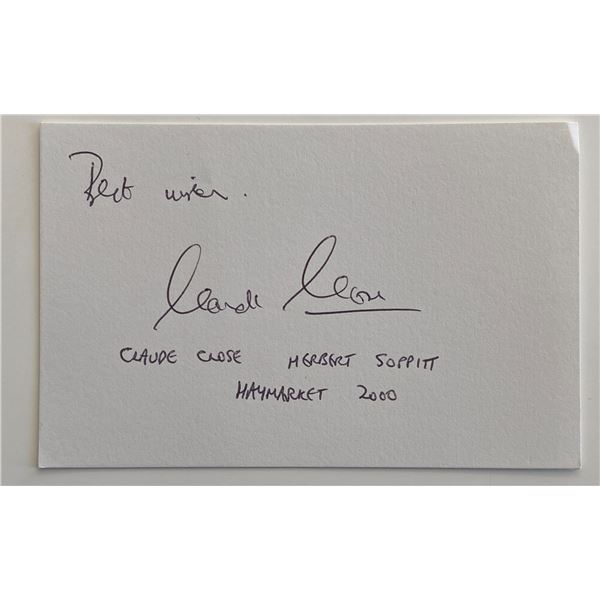 Best wishes.
Claude Close
CLAUDE CLOSE HERBERT SOPPITT
HAYMARKET 2000